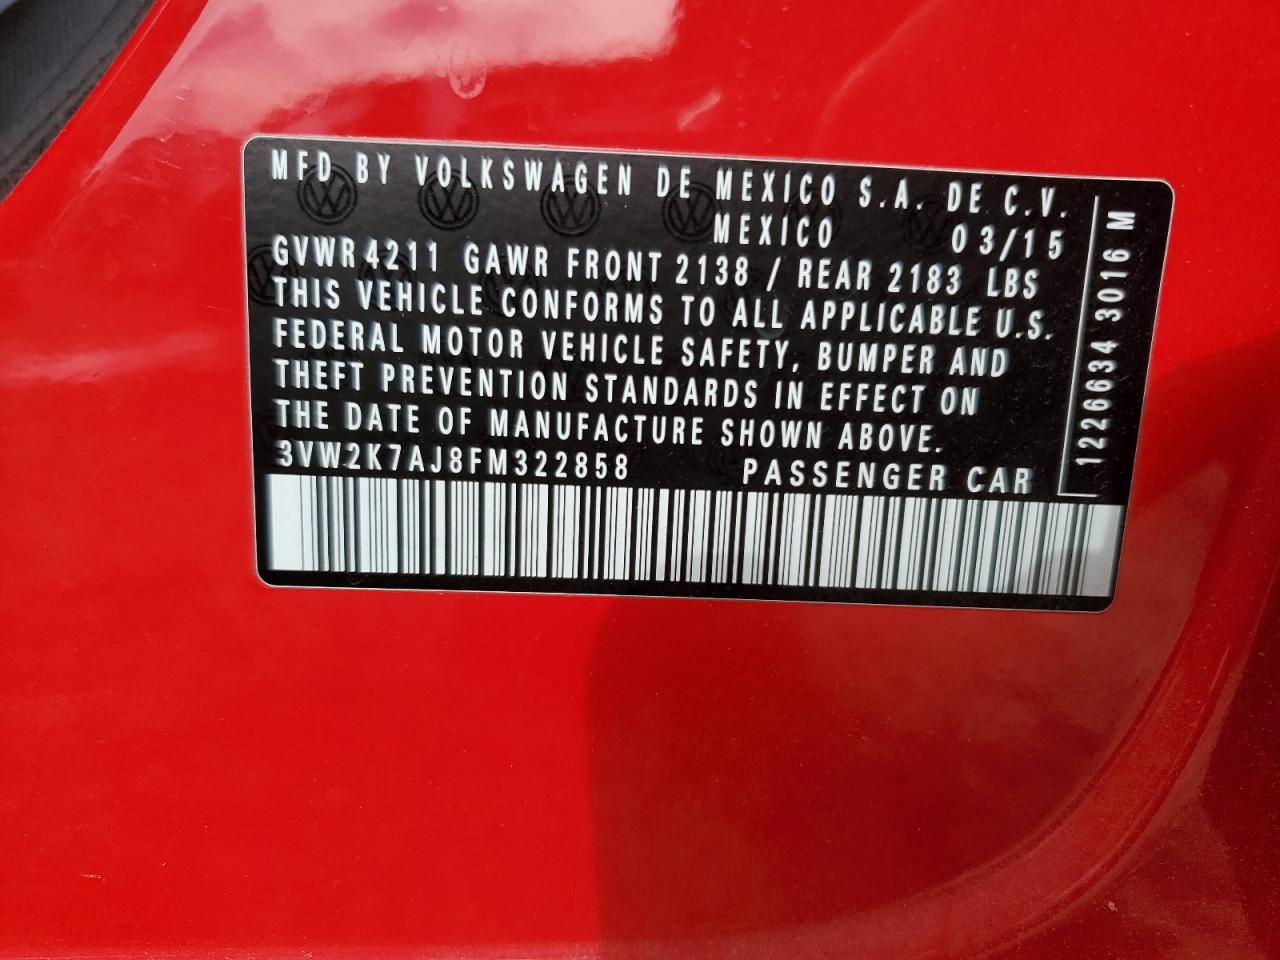 MFD BY VOLKSWAGEN DE MEXICO S.A. DE C.V.
MEXICO 03/15
GVWR 4211 GAWR FRONT 2138 / REAR 2183 LBS
THIS VEHICLE CONFORMS TO ALL APPLICABLE U.S.
FEDERAL MOTOR VEHICLE SAFETY, BUMPER AND
THEFT PREVENTION STANDARDS IN EFFECT ON
THE DATE OF MANUFACTURE SHOWN ABOVE.
3VW2K7AJ8FM322858 PASSENGER CAR
1226634 3016 M